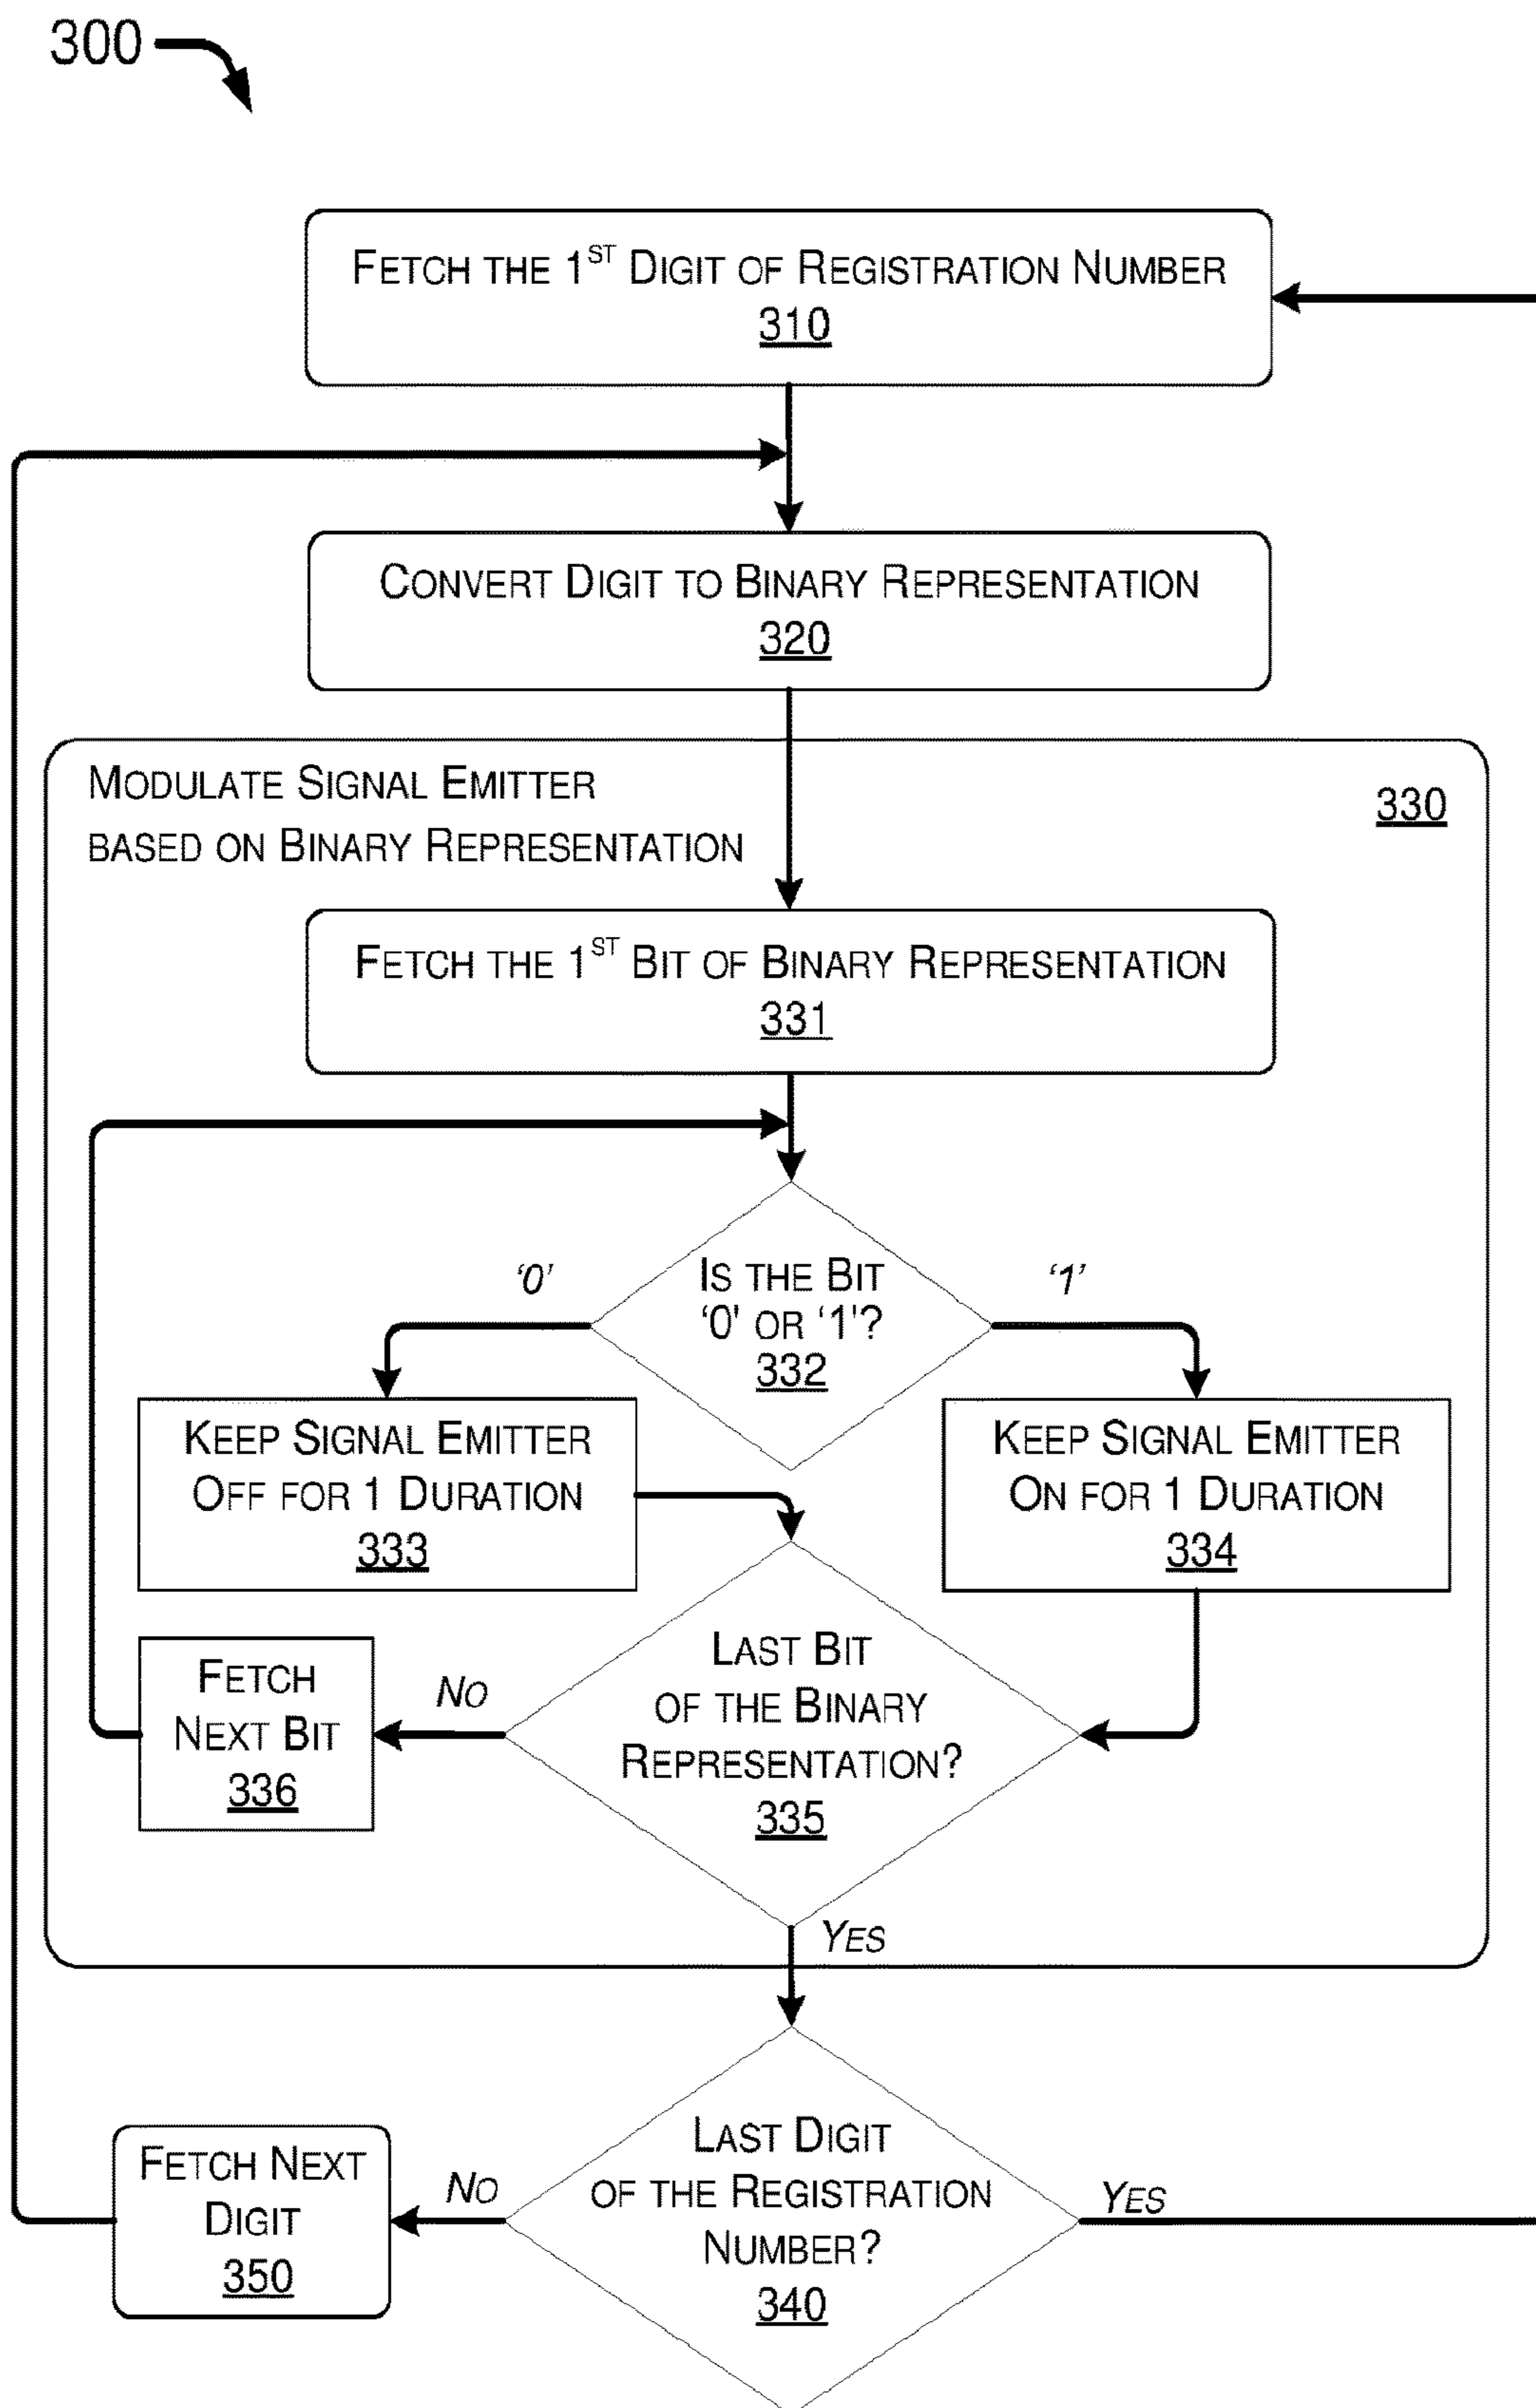 300
FETCH THE 1ST DIGIT OF REGISTRATION NUMBER
310
CONVERT DIGIT TO BINARY REPRESENTATION
320
MODULATE SIGNAL EMITTER
BASED ON BINARY REPRESENTATION
330
FETCH THE 1ST BIT OF BINARY REPRESENTATION
331
IS THE BIT
‘0’ OR ‘1’?
332
‘0’
‘1’
KEEP SIGNAL EMITTER
OFF FOR 1 DURATION
333
KEEP SIGNAL EMITTER
ON FOR 1 DURATION
334
LAST BIT
OF THE BINARY
REPRESENTATION?
335
NO
FETCH
NEXT BIT
336
YES
LAST DIGIT
OF THE REGISTRATION
NUMBER?
340
NO
FETCH NEXT
DIGIT
350
YES